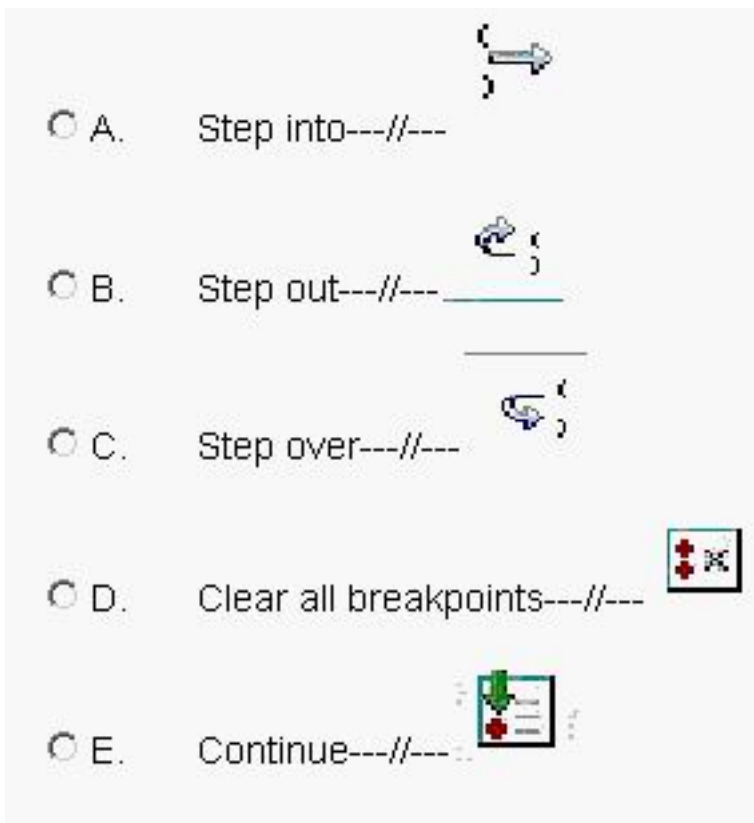 A. Step into---//---
B. Step out---//---
C. Step over---//---
D. Clear all breakpoints---//---
E. Continue---//---